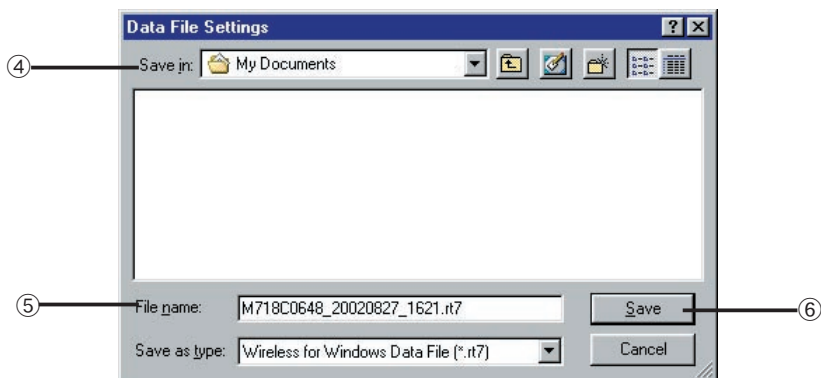 Data File Settings
④ Save in: My Documents
⑤ File name: M718C0648_20020827_1621.rt7 Save ⑥
Save as type: Wireless for Windows Data File (*.rt7) Cancel